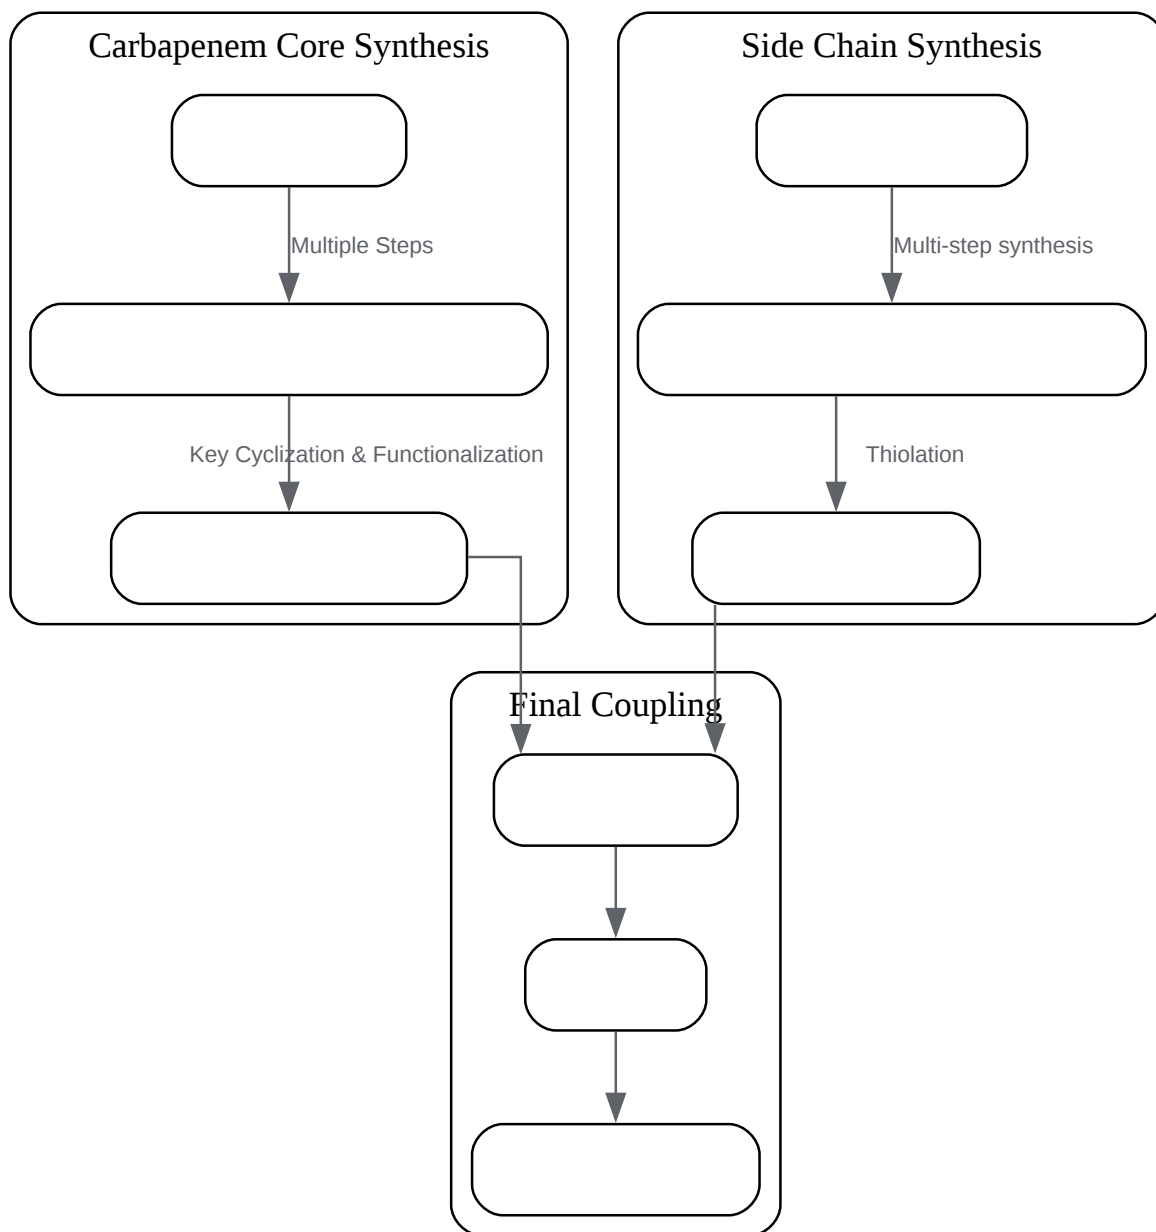 Carbapenem Core Synthesis
Side Chain Synthesis
Multiple Steps
Multi-step synthesis
Key Cyclization & Functionalization
Thiolation
Final Coupling